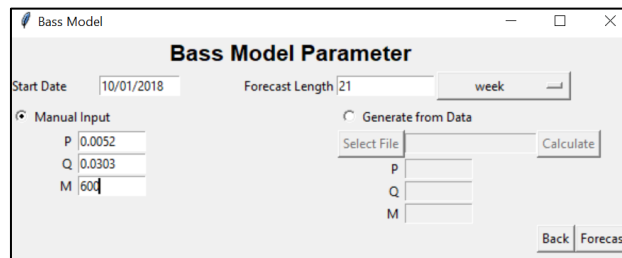 Bass Model
Bass Model Parameter
Start Date 10/01/2018 Forecast Length 21 week
Manual Input Generate from Data
P 0.0052 Select File Calculate
Q 0.0303 P
M 600 Q
M
Back Forecas